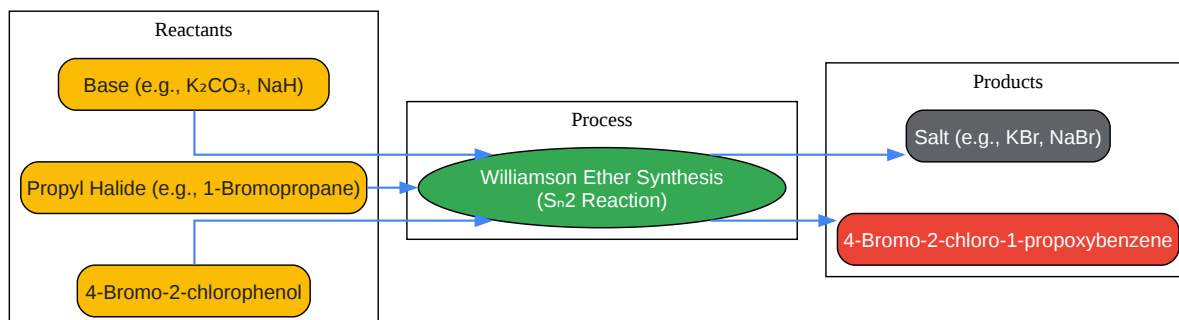 Reactants
Base (e.g., K₂CO₃, NaH)
Propyl Halide (e.g., 1-Bromopropane)
4-Bromo-2-chlorophenol
Process
Williamson Ether Synthesis
(Sₙ2 Reaction)
Products
Salt (e.g., KBr, NaBr)
4-Bromo-2-chloro-1-propoxybenzene